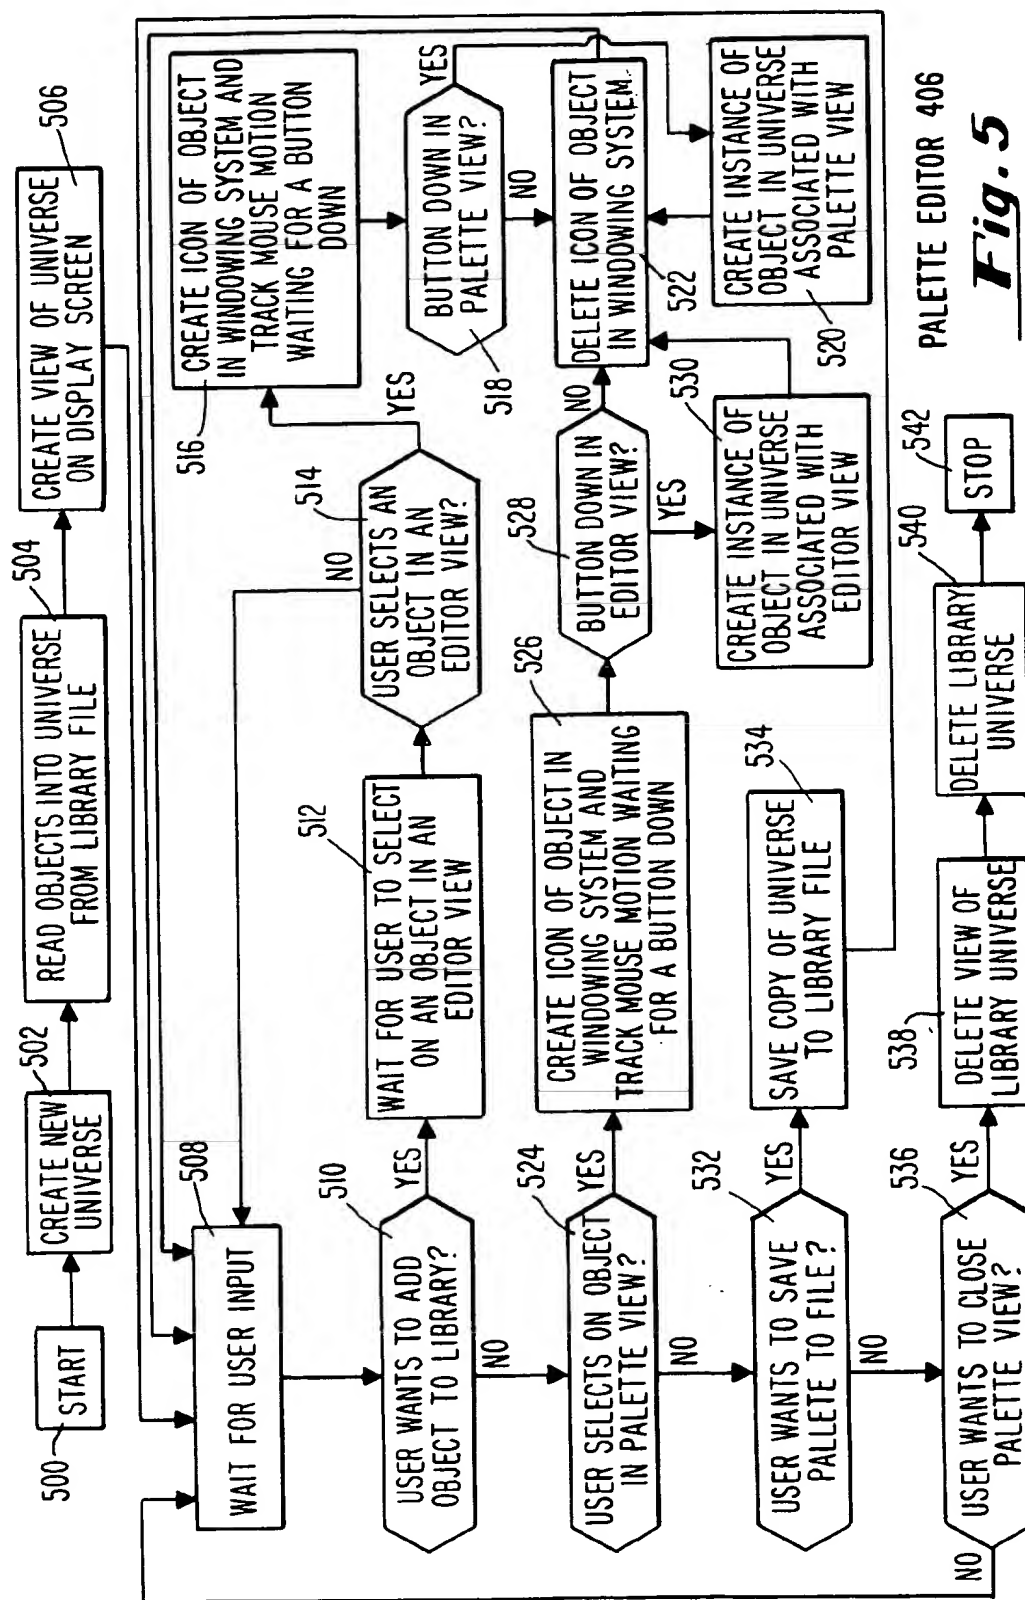 500
START
502
CREATE NEW
UNIVERSE
504
READ OBJECTS INTO UNIVERSE
FROM LIBRARY FILE
506
CREATE VIEW OF UNIVERSE
ON DISPLAY SCREEN
508
WAIT FOR USER INPUT
510
USER WANTS TO ADD
OBJECT TO LIBRARY?
YES
NO
512
WAIT FOR USER TO SELECT
ON AN OBJECT IN AN
EDITOR VIEW
514
USER SELECTS AN
OBJECT IN AN
EDITOR VIEW?
NO
YES
516
CREATE ICON OF OBJECT
IN WINDOWING SYSTEM AND
TRACK MOUSE MOTION
WAITING FOR A BUTTON
DOWN
518
BUTTON DOWN IN
PALETTE VIEW?
YES
NO
DELETE ICON OF OBJECT
IN WINDOWING SYSTEM.
522
CREATE INSTANCE OF
OBJECT IN UNIVERSE
ASSOCIATED WITH
PALETTE VIEW
520
524
USER SELECTS ON OBJECT
IN PALETTE VIEW?
YES
NO
526
CREATE ICON OF OBJECT IN
WINDOWING SYSTEM AND
TRACK MOUSE MOTION WAITING
FOR A BUTTON DOWN
528
BUTTON DOWN IN
EDITOR VIEW?
NO
YES
530
CREATE INSTANCE OF
OBJECT IN UNIVERSE
ASSOCIATED WITH
EDITOR VIEW
532
USER WANTS TO SAVE
PALLETE TO FILE?
YES
NO
534
SAVE COPY OF UNIVERSE
TO LIBRARY FILE
536
USER WANTS TO CLOSE
PALETTE VIEW?
YES
NO
538
DELETE VIEW OF
LIBRARY UNIVERSE
540
DELETE LIBRARY
UNIVERSE
542
STOP
PALETTE EDITOR 406
Fig. 5